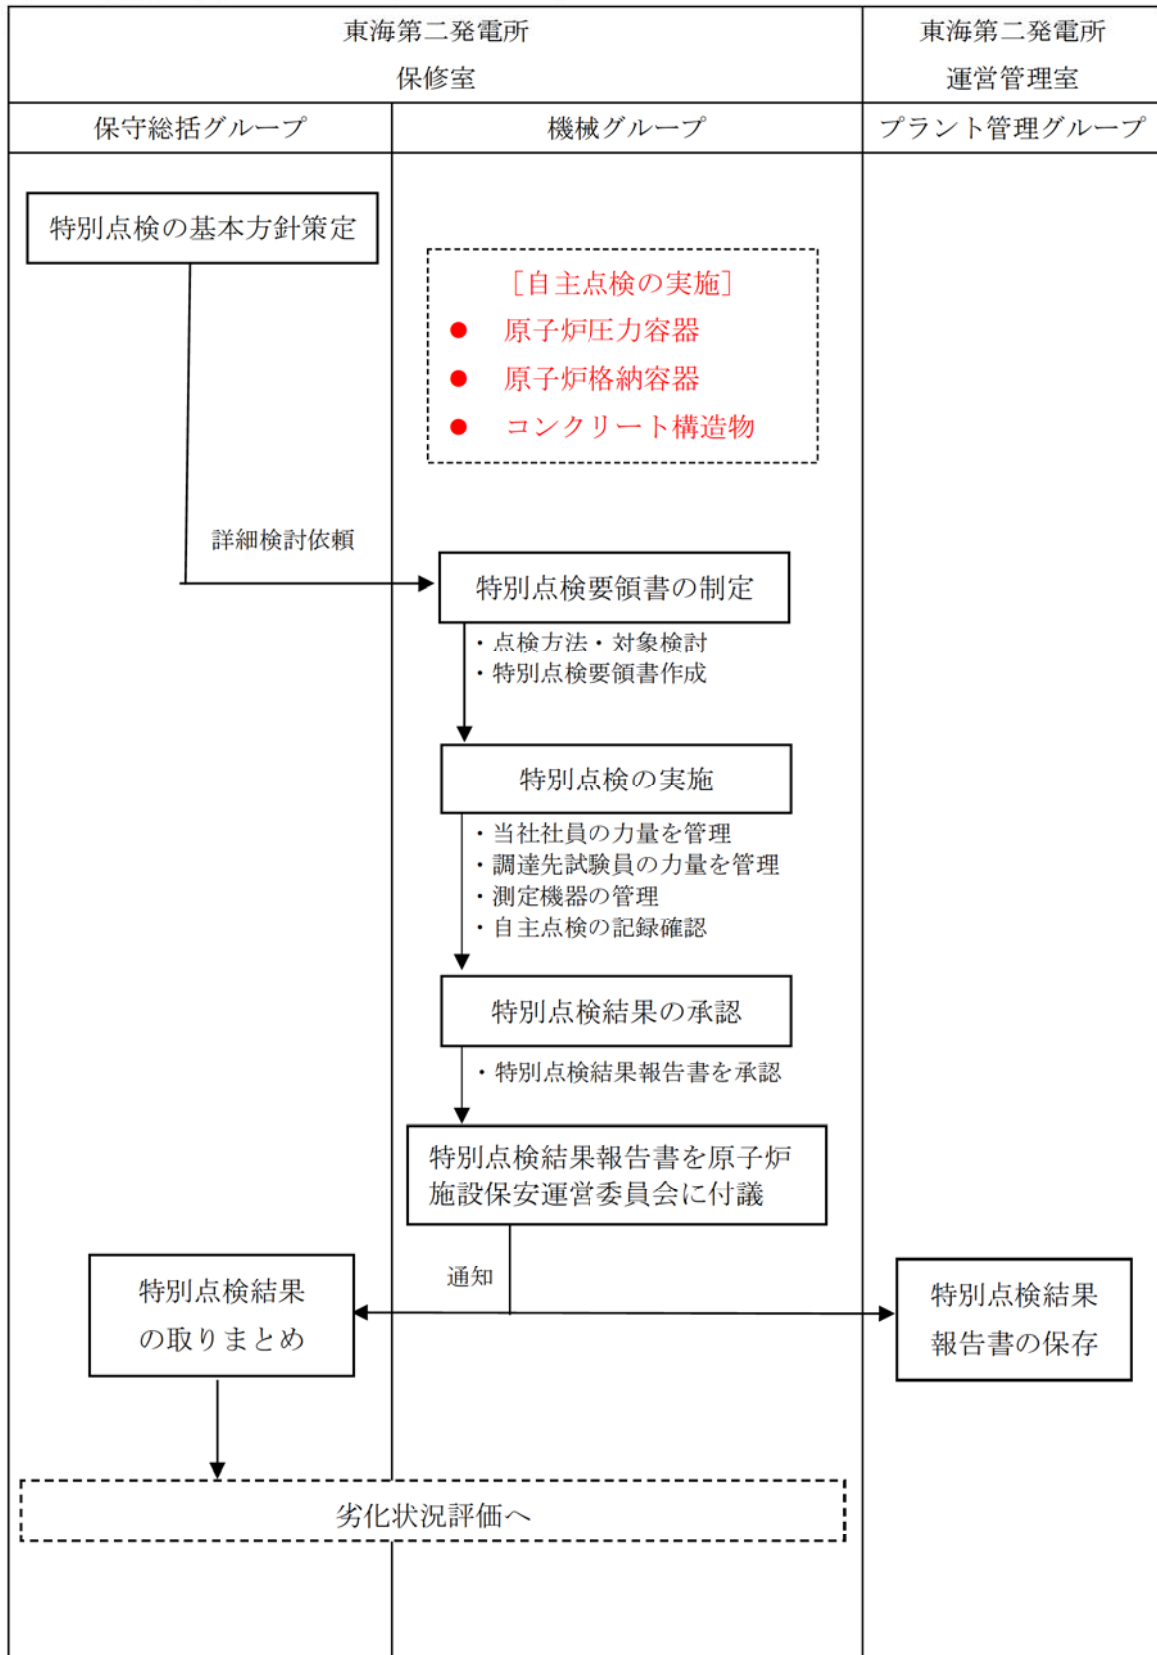 東海第二発電所
保修室
東海第二発電所
運営管理室
保守総括グループ
機械グループ
プラント管理グループ
特別点検の基本方針策定
［自主点検の実施］
● 原子炉圧力容器
● 原子炉格納容器
● コンクリート構造物
詳細検討依頼
特別点検要領書の制定
・点検方法・対象検討
・特別点検要領書作成
特別点検の実施
・当社社員の力量を管理
・調達先試験員の力量を管理
・測定機器の管理
・自主点検の記録確認
特別点検結果の承認
・特別点検結果報告書を承認
特別点検結果報告書を原子炉
施設保安運営委員会に付議
通知
特別点検結果
の取りまとめ
特別点検結果
報告書の保存
劣化状況評価へ